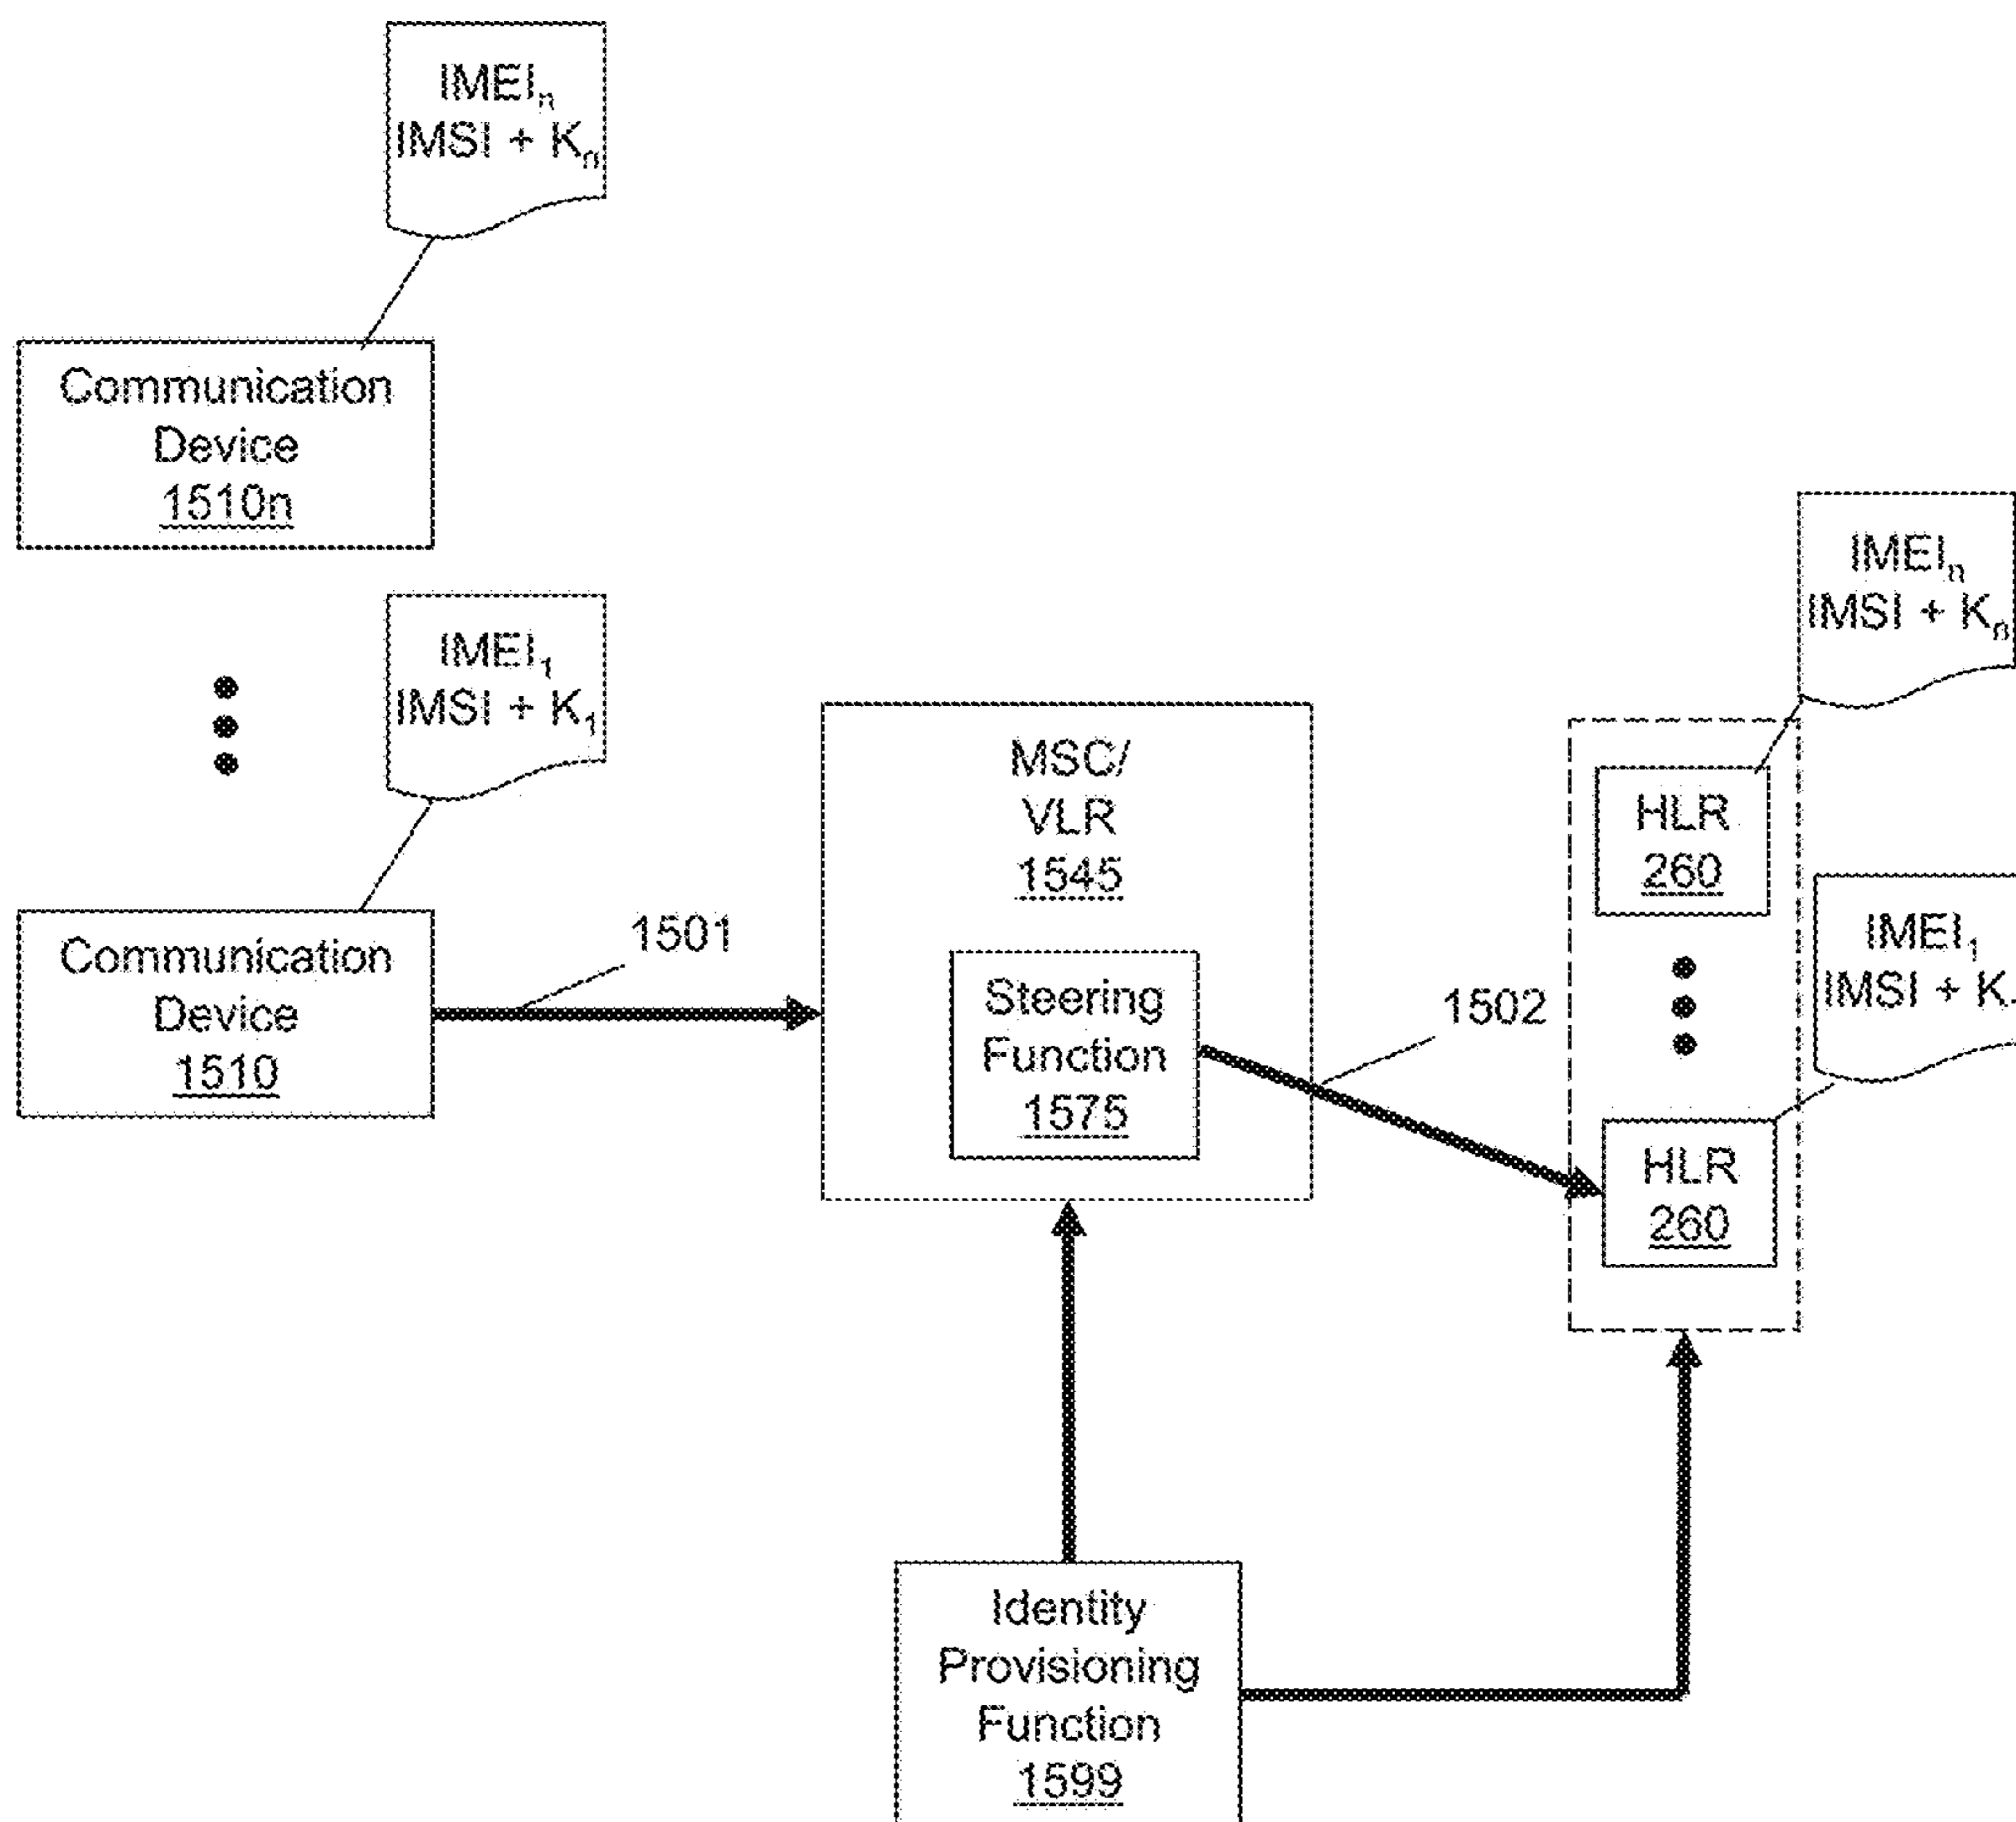 IMEIₙ
IMSI + Kₙ
Communication
Device
1510n
IMEI₁
IMSI + K₁
Communication
Device
1510
1501
MSC/
VLR
1545
Steering
Function
1575
1502
IMEIₙ
IMSI + Kₙ
HLR
260
IMEI₁
IMSI + K
HLR
260
Identity
Provisioning
Function
1599